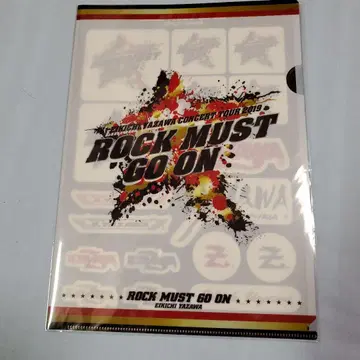 EIKICHI YAZAWA CONCERT TOUR 2019
ROCK MUST
GO ON
Z
Z
ROCK MUST GO ON
EIKICHI YAZAWA